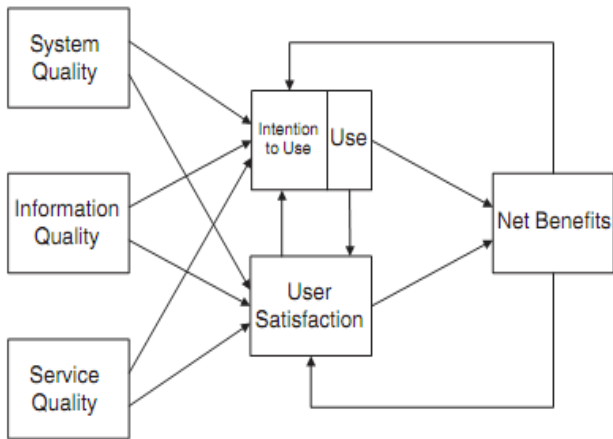 System
Quality
Intention
to Use
Use
Information
Quality
Net Benefits
User
Satisfaction
Service
Quality